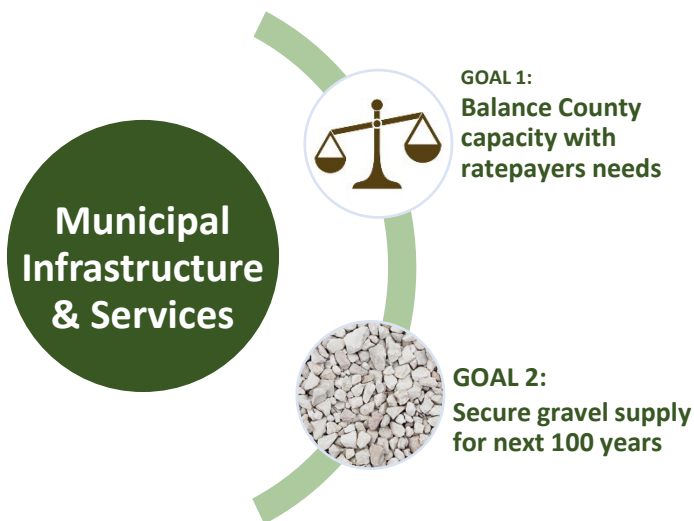 Municipal
Infrastructure
& Services
GOAL 1:
Balance County
capacity with
ratepayers needs
GOAL 2:
Secure gravel supply
for next 100 years